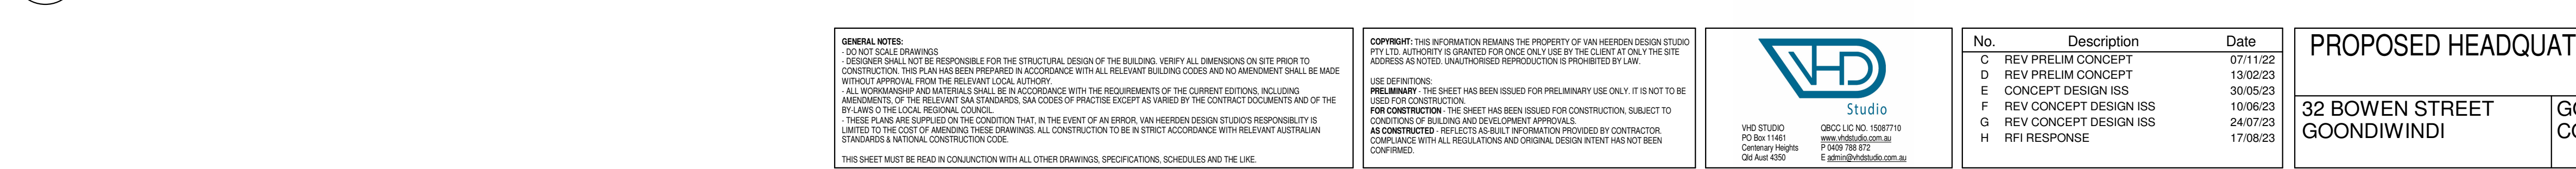 GENERAL NOTES:
- DO NOT SCALE DRAWINGS
- DESIGNER SHALL NOT BE RESPONSIBLE FOR THE STRUCTURAL DESIGN OF THE BUILDING. VERIFY ALL DIMENSIONS ON SITE PRIOR TO
CONSTRUCTION. THIS PLAN HAS BEEN PREPARED IN ACCORDANCE WITH ALL RELEVANT BUILDING CODES AND NO AMENDMENT SHALL BE MADE
WITHOUT APPROVAL FROM THE RELEVANT LOCAL AUTHORY.
- ALL WORKMANSHIP AND MATERIALS SHALL BE IN ACCORDANCE WITH THE REQUIREMENTS OF THE CURRENT EDITIONS, INCLUDING
AMENDMENTS, OF THE RELEVANT SAA STANDARDS, SAA CODES OF PRACTISE EXCEPT AS VARIED BY THE CONTRACT DOCUMENTS AND OF THE
BY-LAWS O THE LOCAL REGIONAL COUNCIL.
- THESE PLANS ARE SUPPLIED ON THE CONDITION THAT, IN THE EVENT OF AN ERROR, VAN HEERDEN DESIGN STUDIO'S RESPONSIBLITY IS
LIMITED TO THE COST OF AMENDING THESE DRAWINGS. ALL CONSTRUCTION TO BE IN STRICT ACCORDANCE WITH RELEVANT AUSTRALIAN
STANDARDS & NATIONAL CONSTRUCTION CODE.
THIS SHEET MUST BE READ IN CONJUNCTION WITH ALL OTHER DRAWINGS, SPECIFICATIONS, SCHEDULES AND THE LIKE.
COPYRIGHT: THIS INFORMATION REMAINS THE PROPERTY OF VAN HEERDEN DESIGN STUDIO
PTY LTD. AUTHORITY IS GRANTED FOR ONCE ONLY USE BY THE CLIENT AT ONLY THE SITE
ADDRESS AS NOTED. UNAUTHORISED REPRODUCTION IS PROHIBITED BY LAW.
USE DEFINITIONS:
PRELIMINARY - THE SHEET HAS BEEN ISSUED FOR PRELIMINARY USE ONLY. IT IS NOT TO BE
USED FOR CONSTRUCTION.
FOR CONSTRUCTION - THE SHEET HAS BEEN ISSUED FOR CONSTRUCTION, SUBJECT TO
CONDITIONS OF BUILDING AND DEVELOPMENT APPROVALS.
AS CONSTRUCTED - REFLECTS AS-BUILT INFORMATION PROVIDED BY CONTRACTOR.
COMPLIANCE WITH ALL REGULATIONS AND ORIGINAL DESIGN INTENT HAS NOT BEEN
CONFIRMED.
VHD
Studio
VHD STUDIO
PO Box 11461
Centenary Heights
Qld Aust 4350
QBCC LIC NO. 15087710
www.vhdstudio.com.au
P 0409 788 872
E admin@vhdstudio.com.au
No. Description Date
C REV PRELIM CONCEPT 07/11/22
D REV PRELIM CONCEPT 13/02/23
E CONCEPT DESIGN ISS 30/05/23
F REV CONCEPT DESIGN ISS 10/06/23
G REV CONCEPT DESIGN ISS 24/07/23
H RFI RESPONSE 17/08/23
PROPOSED HEADQUAT
32 BOWEN STREET
GOONDIWINDI